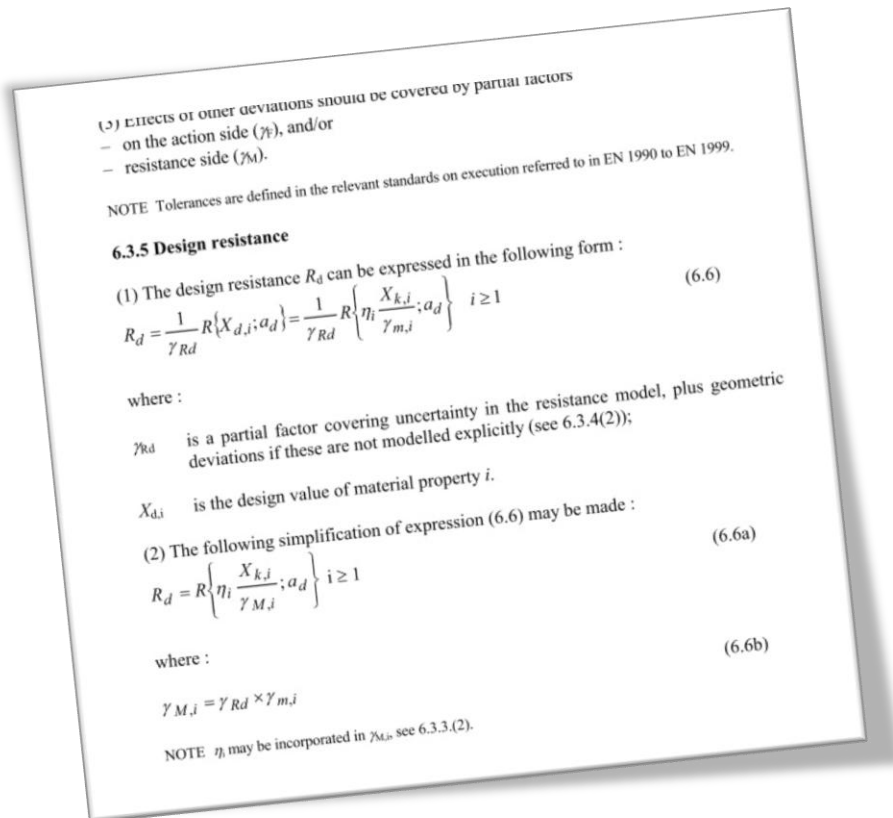 (3) Effects of other deviations should be covered by partial factors
– on the action side (γF), and/or
– resistance side (γM).
NOTE Tolerances are defined in the relevant standards on execution referred to in EN 1990 to EN 1999.
6.3.5 Design resistance
(1) The design resistance Rd can be expressed in the following form :
Rd = 1/γRd R{Xd,i; ad} = 1/γRd R{ηi Xk,i/γm,i; ad} i ≥ 1 (6.6)
where :
γRd is a partial factor covering uncertainty in the resistance model, plus geometric
deviations if these are not modelled explicitly (see 6.3.4(2));
Xd,i is the design value of material property i.
(2) The following simplification of expression (6.6) may be made :
Rd = R{ηi Xk,i/γM,i; ad} i ≥ 1 (6.6a)
where :
γM,i = γRd × γm,i (6.6b)
NOTE ηi may be incorporated in γM,i, see 6.3.3.(2).